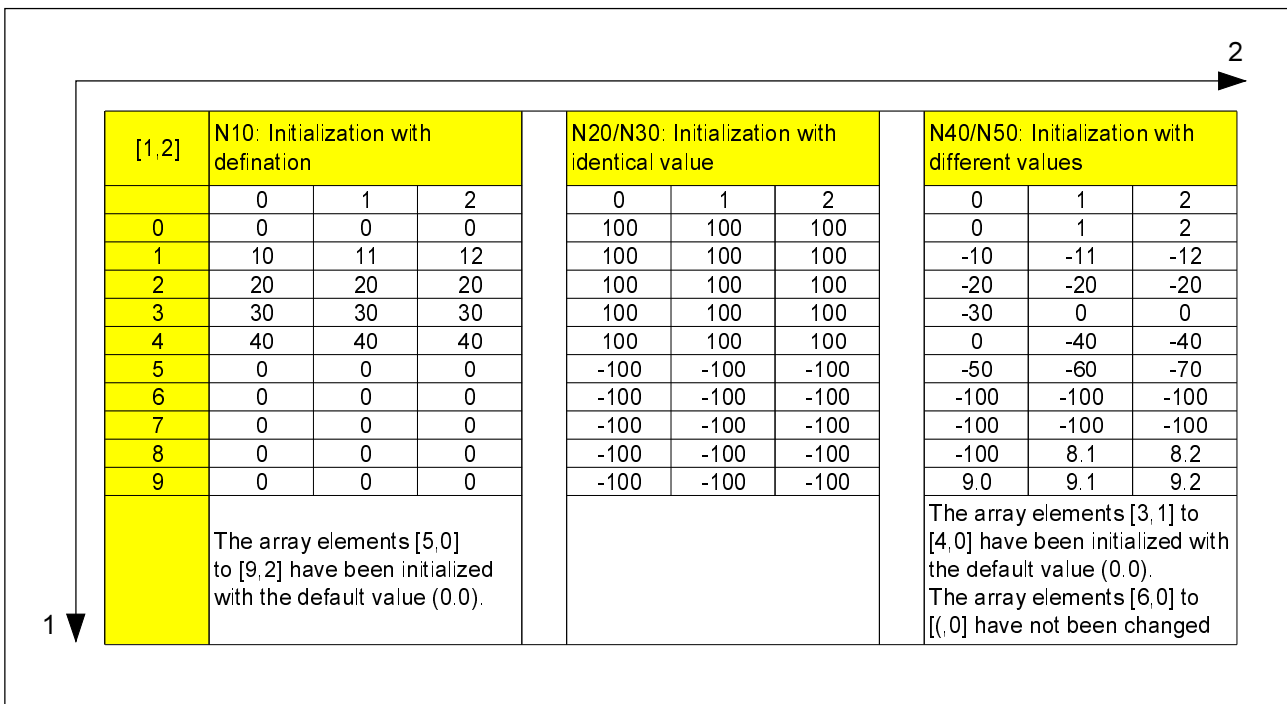 2
[1,2] N10: Initialization with defination N20/N30: Initialization with identical value N40/N50: Initialization with different values
0 1 2 0 1 2 0 1 2
0 0 0 0 100 100 100 0 1 2
1 10 11 12 100 100 100 -10 -11 -12
2 20 20 20 100 100 100 -20 -20 -20
3 30 30 30 100 100 100 -30 0 0
4 40 40 40 100 100 100 0 -40 -40
5 0 0 0 -100 -100 -100 -50 -60 -70
6 0 0 0 -100 -100 -100 -100 -100 -100
7 0 0 0 -100 -100 -100 -100 -100 -100
8 0 0 0 -100 -100 -100 -100 8.1 8.2
9 0 0 0 -100 -100 -100 9.0 9.1 9.2
The array elements [5,0]
to [9,2] have been initialized
with the default value (0.0).
The array elements [3,1] to
[4,0] have been initialized with
the default value (0.0).
The array elements [6,0] to
[(,0] have not been changed
1